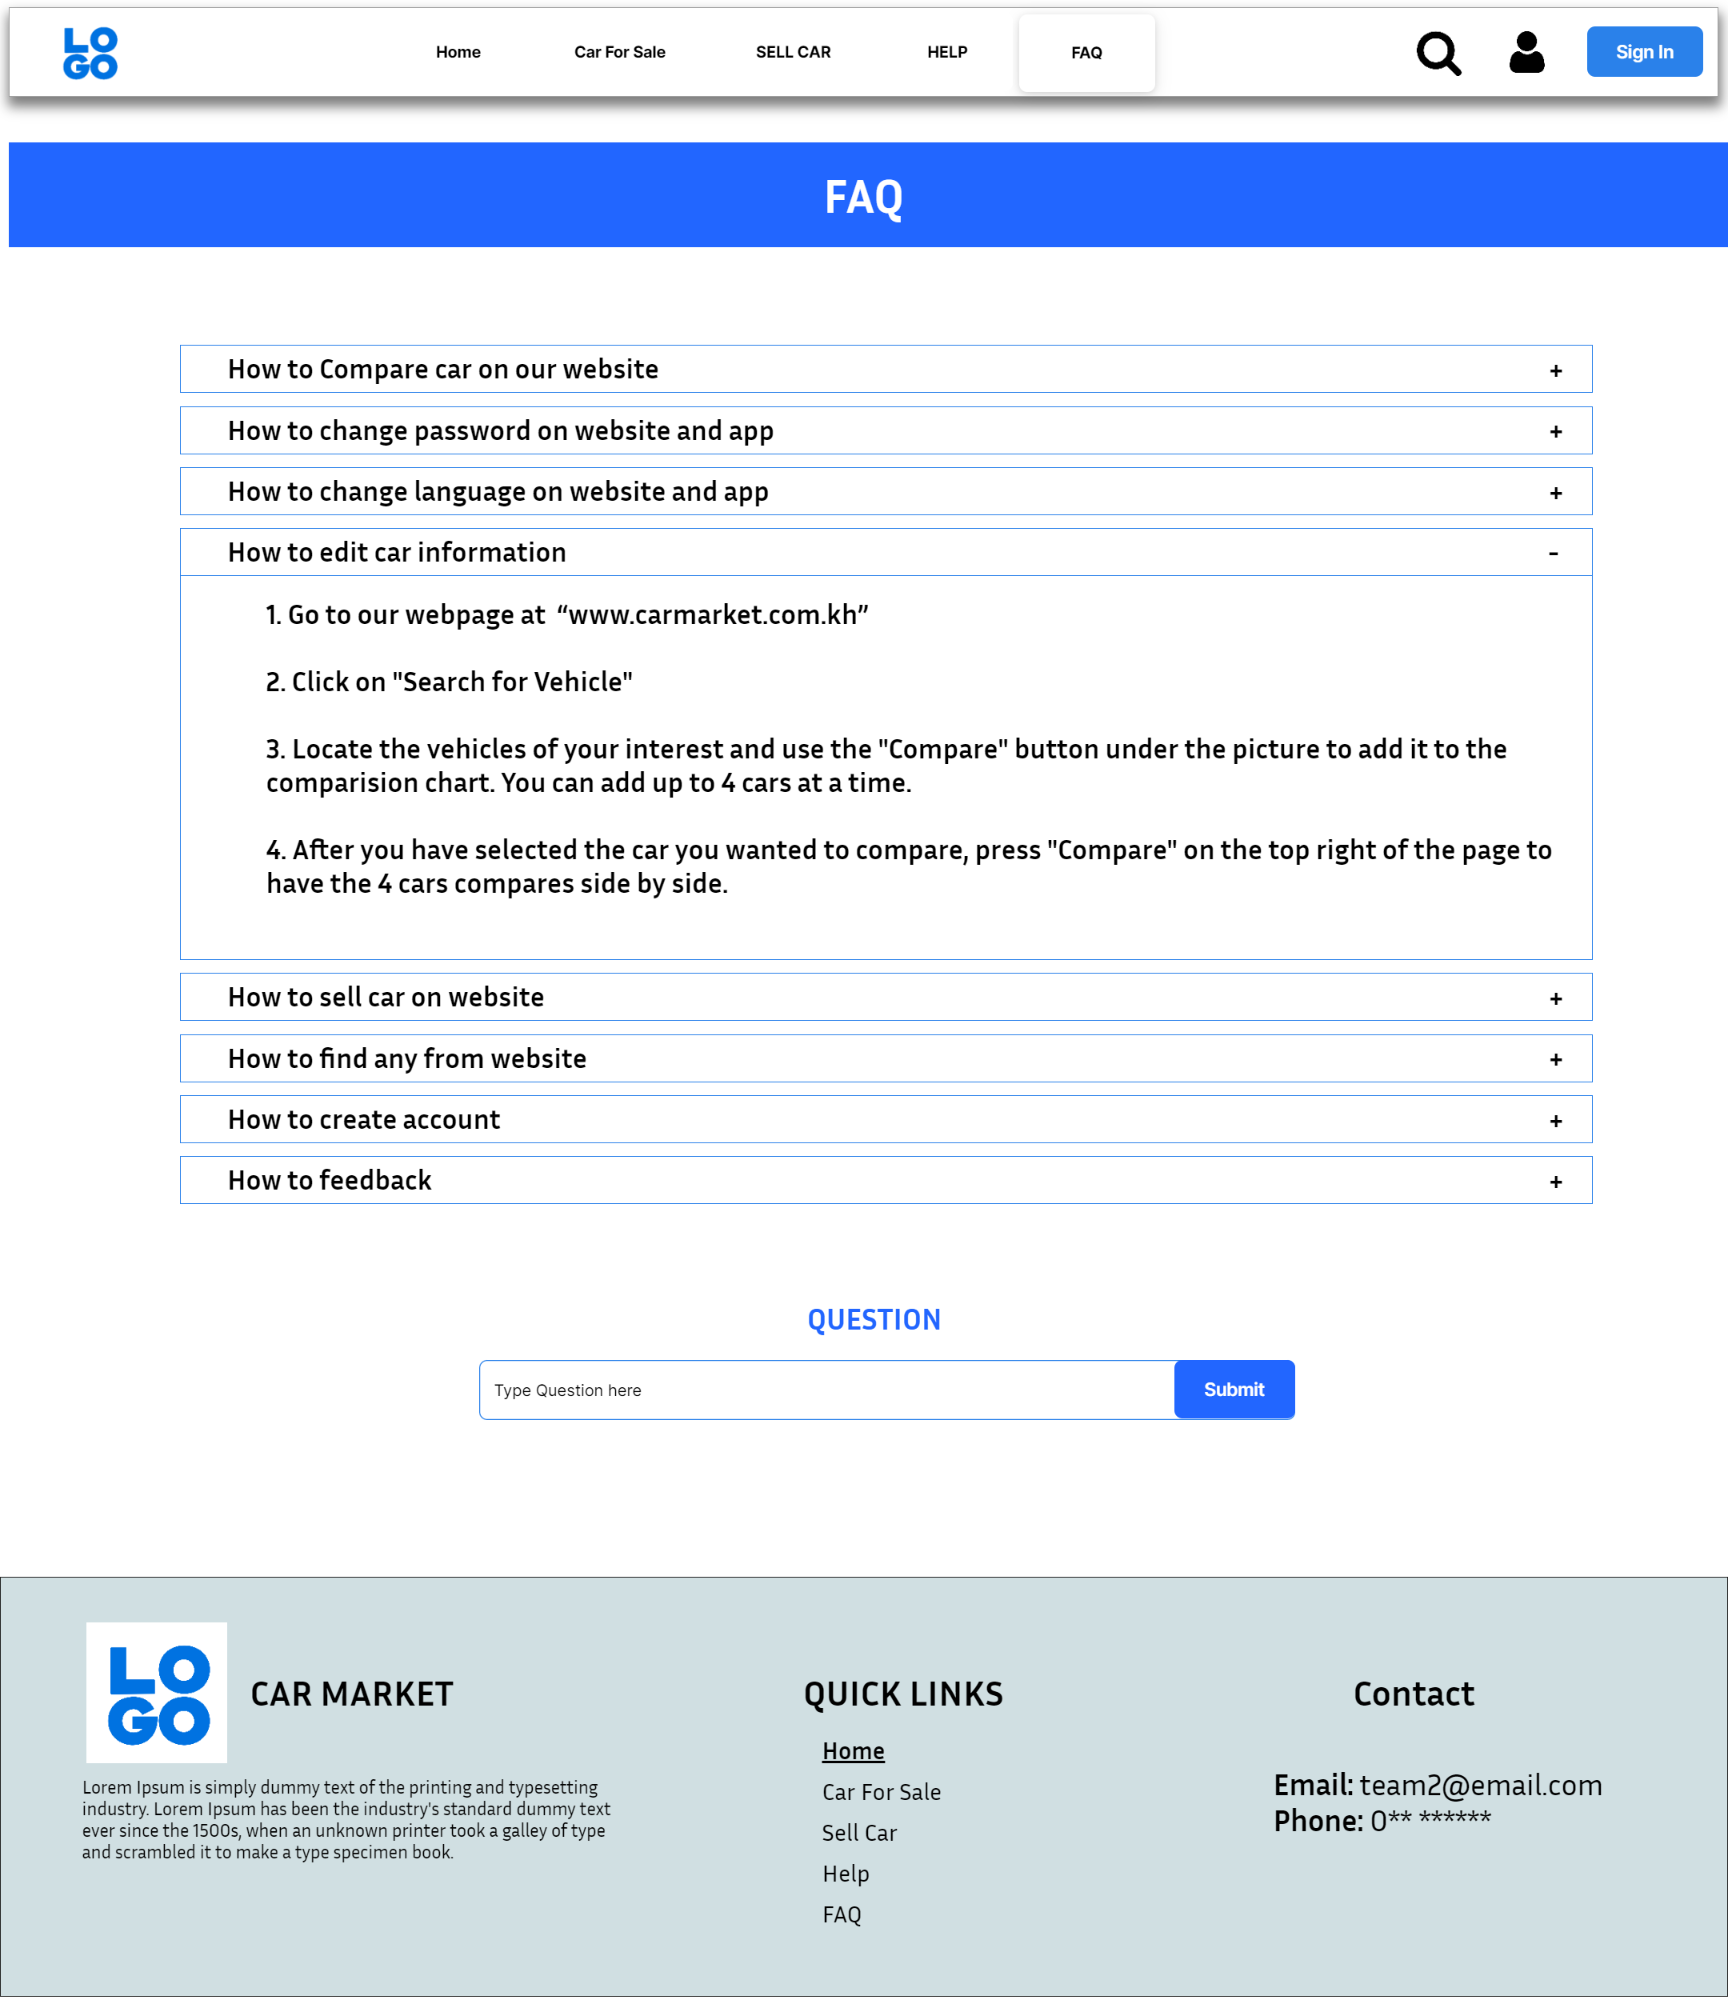 LO
GO
Home
Car For Sale
SELL CAR
HELP
FAQ
Sign In
FAQ
How to Compare car on our website
+
How to change password on website and app
+
How to change language on website and app
+
How to edit car information
-
1. Go to our webpage at “www.carmarket.com.kh”
2. Click on "Search for Vehicle"
3. Locate the vehicles of your interest and use the "Compare" button under the picture to add it to the
comparision chart. You can add up to 4 cars at a time.
4. After you have selected the car you wanted to compare, press "Compare" on the top right of the page to
have the 4 cars compares side by side.
How to sell car on website
+
How to find any from website
+
How to create account
+
How to feedback
+
QUESTION
Type Question here
Submit
LO
GO
CAR MARKET
Lorem Ipsum is simply dummy text of the printing and typesetting
industry. Lorem Ipsum has been the industry's standard dummy text
ever since the 1500s, when an unknown printer took a galley of type
and scrambled it to make a type specimen book.
QUICK LINKS
Home
Car For Sale
Sell Car
Help
FAQ
Contact
Email: team2@email.com
Phone: 0** ******